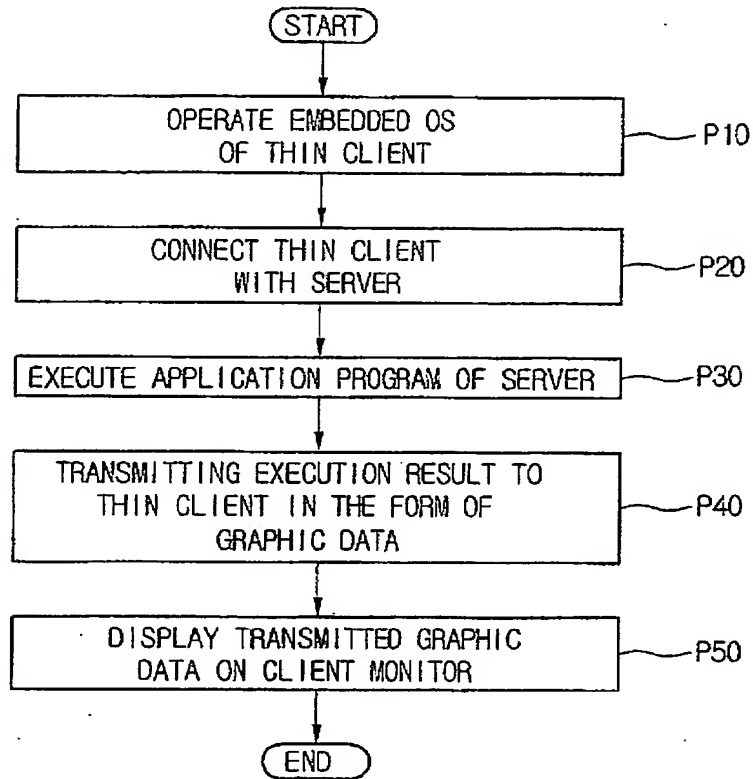 START
OPERATE EMBEDDED OS
OF THIN CLIENT
P10
CONNECT THIN CLIENT
WITH SERVER
P20
EXECUTE APPLICATION PROGRAM OF SERVER
P30
TRANSMITTING EXECUTION RESULT TO
THIN CLIENT IN THE FORM OF
GRAPHIC DATA
P40
DISPLAY TRANSMITTED GRAPHIC
DATA ON CLIENT MONITOR
P50
END